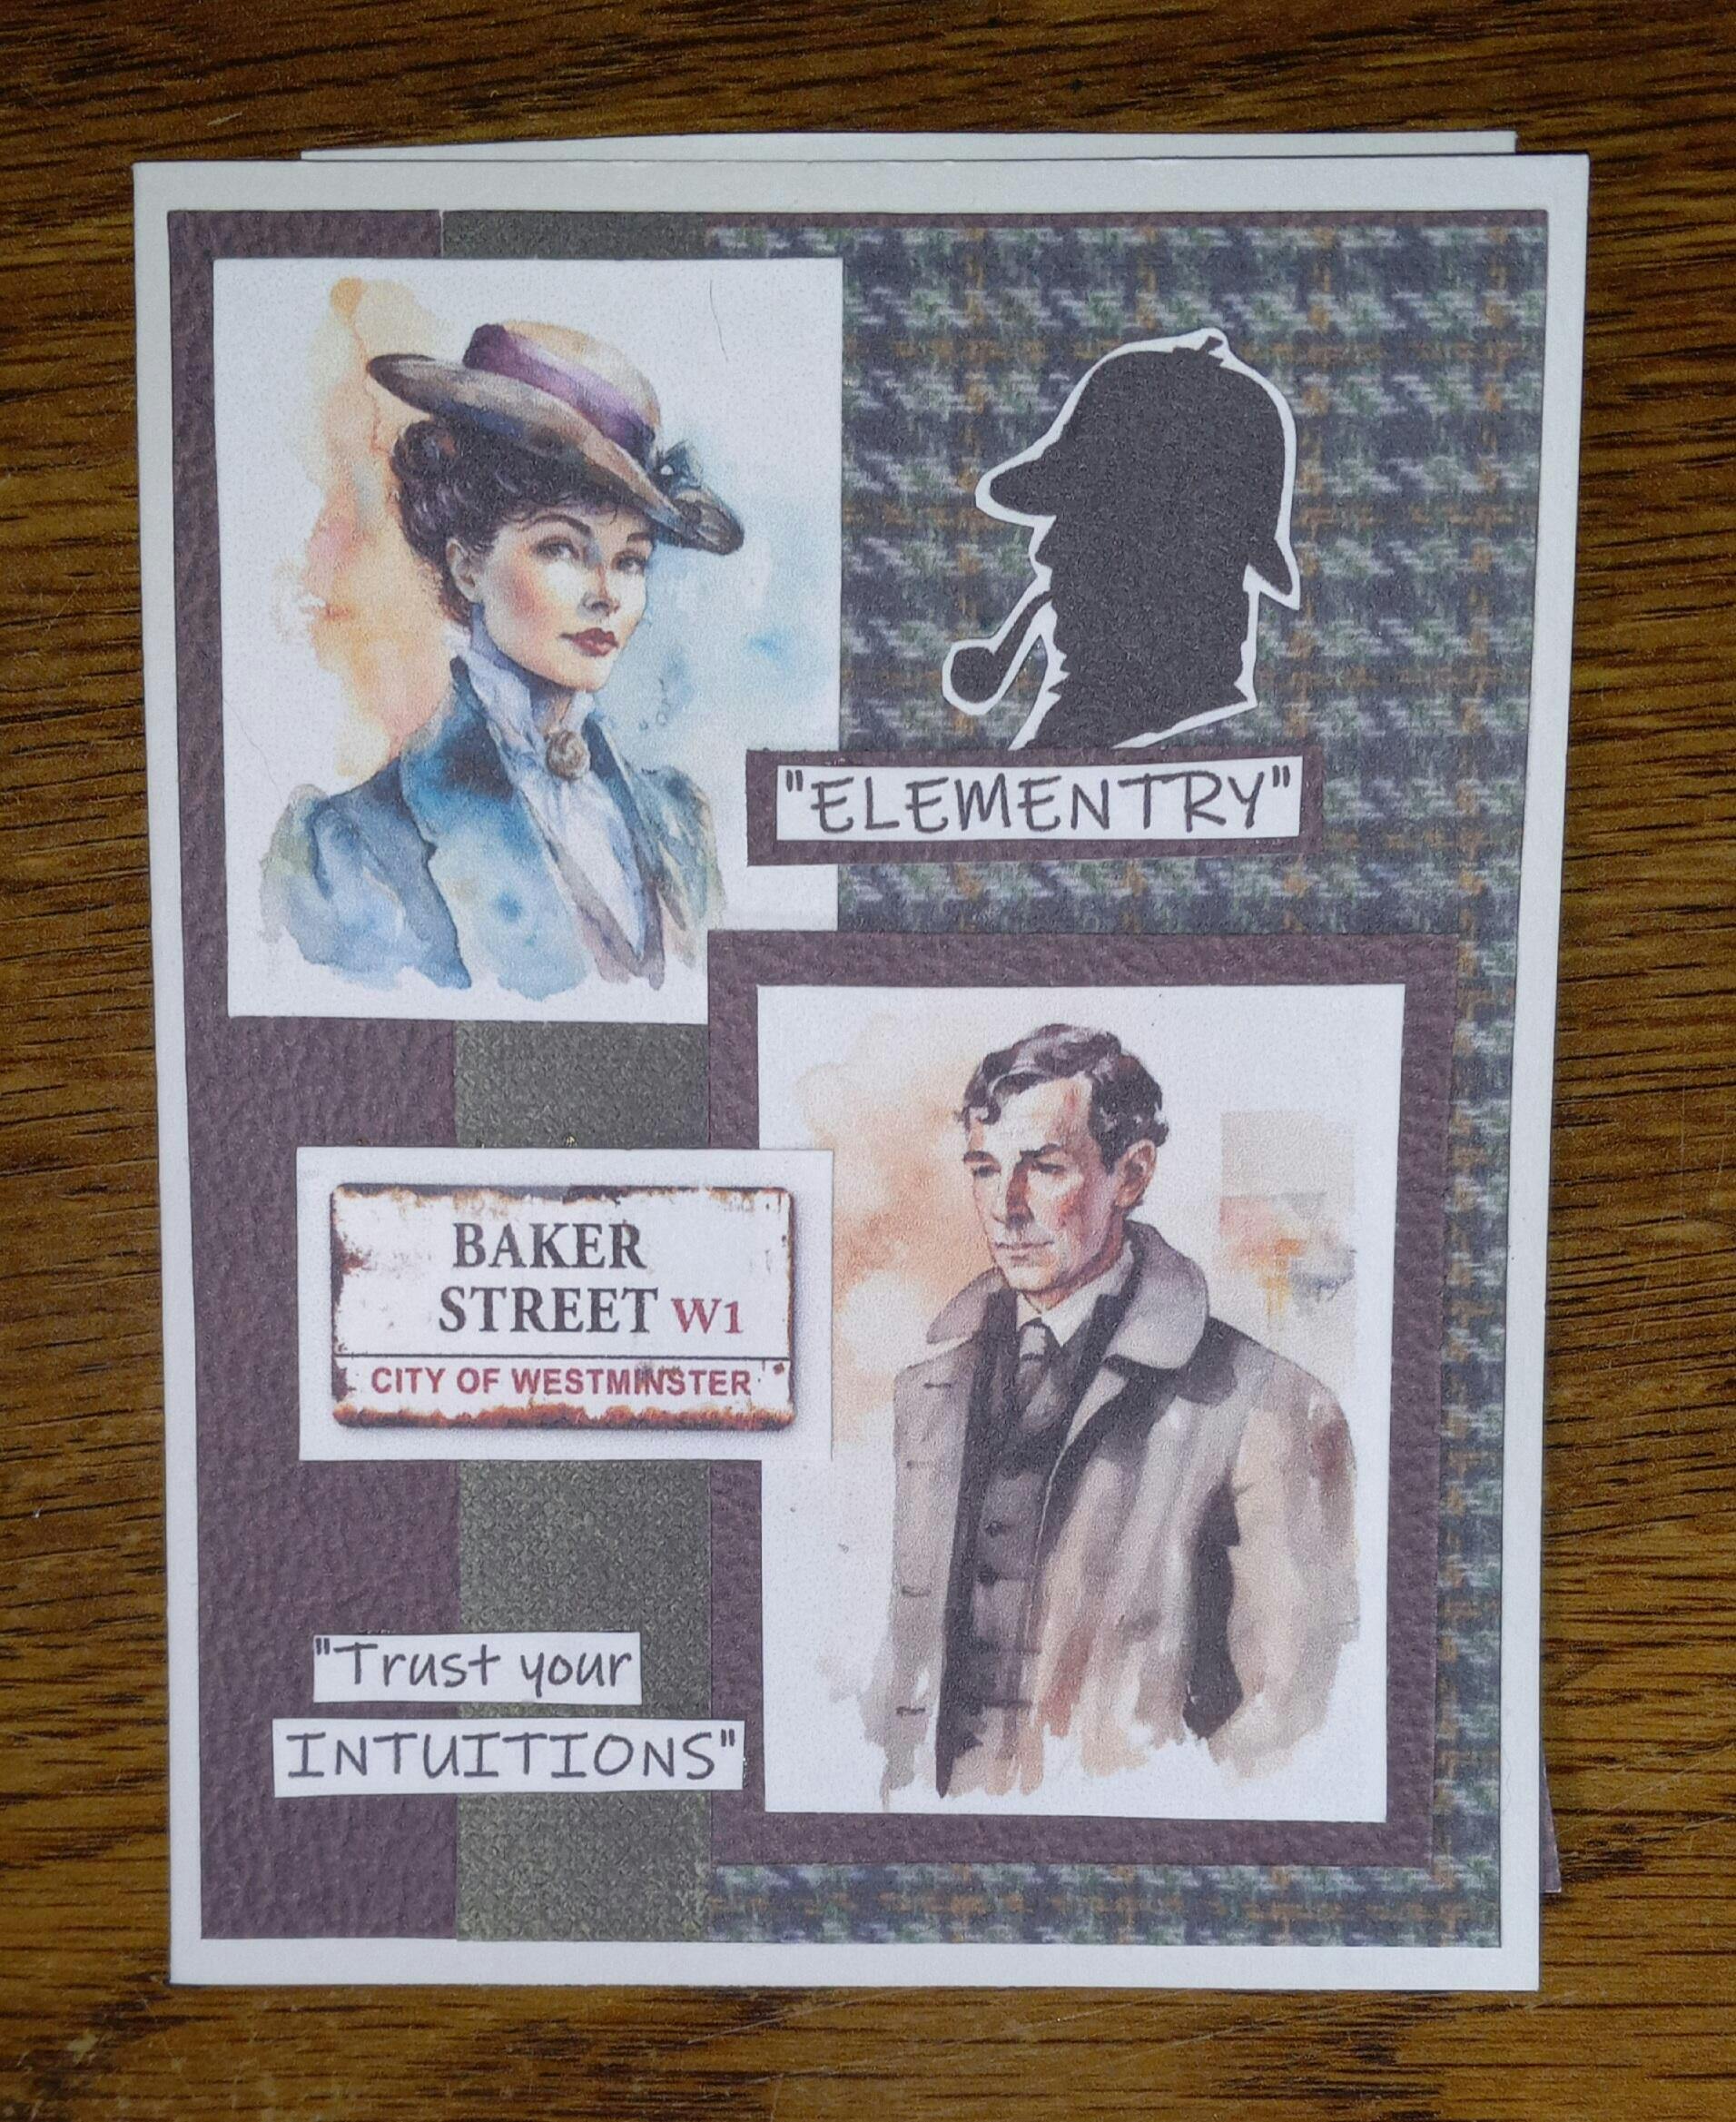 "ELEMENTRY"
BAKER
STREET W1
CITY OF WESTMINSTER
"Trust your
INTUITIONS"